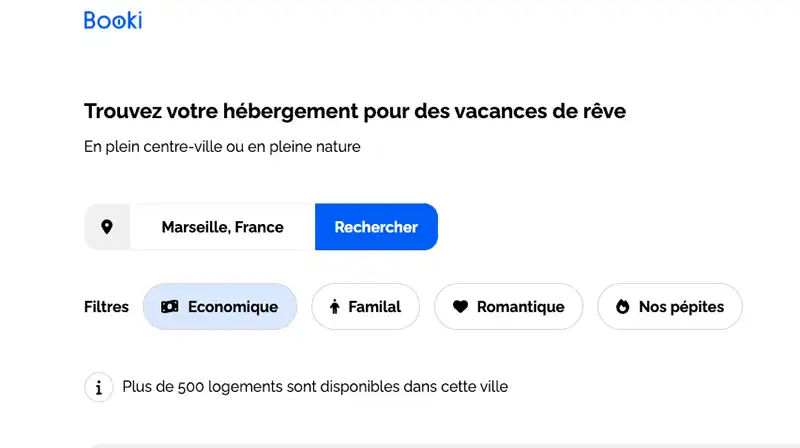 Booki
Trouvez votre hébergement pour des vacances de rêve
En plein centre-ville ou en pleine nature
Marseille, France Rechercher
Filtres Economique Familal Romantique Nos pépites
Plus de 500 logements sont disponibles dans cette ville